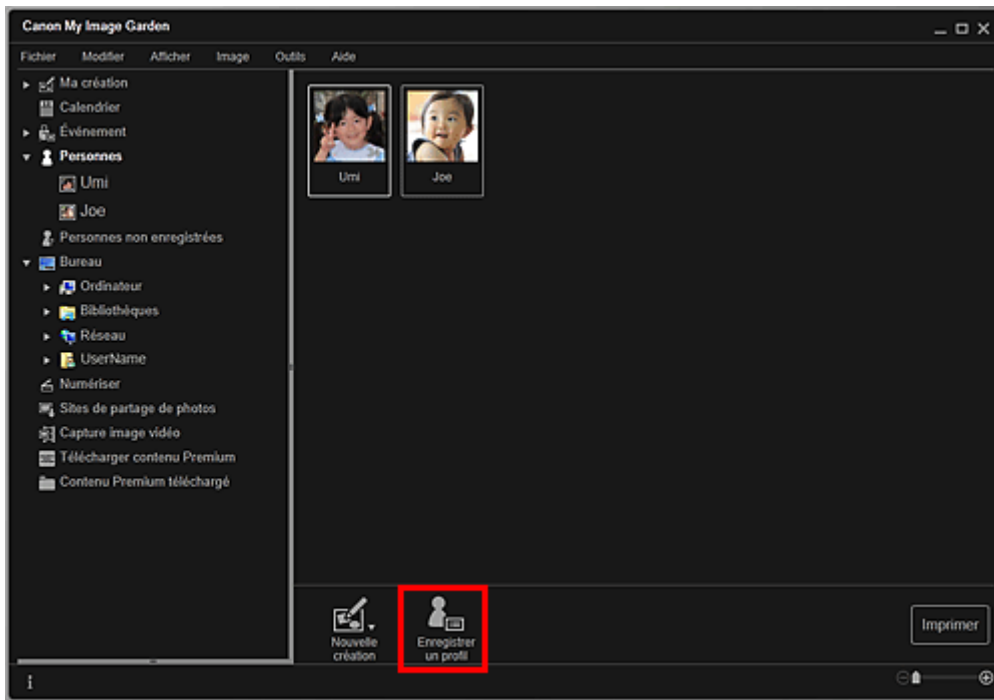 Canon My Image Garden
Fichier Modifier Afficher Image Outils Aide
Ma création
Calendrier
Événement
Personnes
Umi
Joe
Personnes non enregistrées
Bureau
Ordinateur
Bibliothèques
Réseau
UserName
Numériser
Sites de partage de photos
Capture image vidéo
Télécharger contenu Premium
Contenu Premium téléchargé
Umi Joe
Nouvelle
création
Enregistrer
un profil
Imprimer